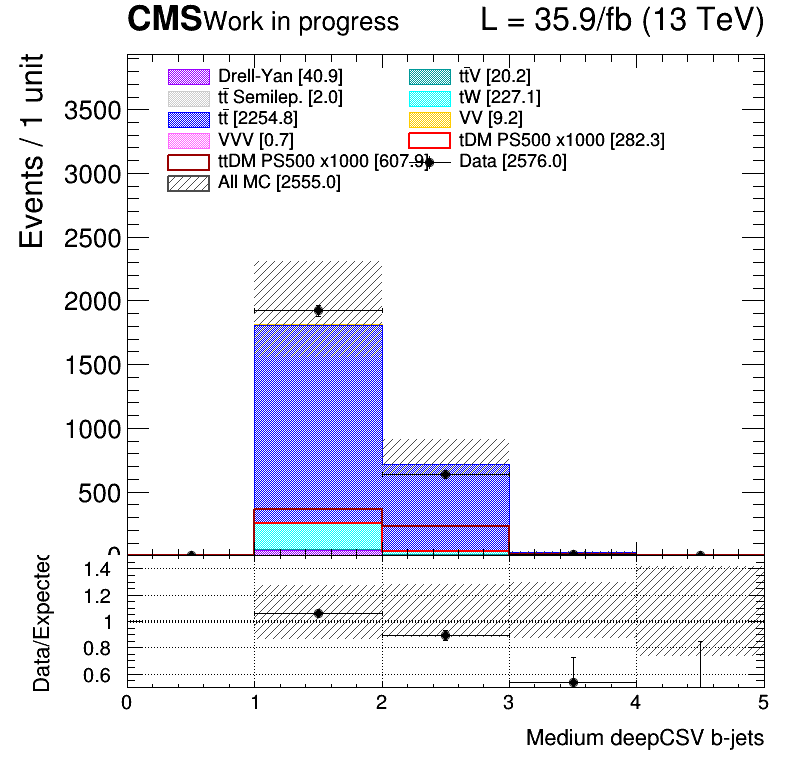 CMS Work in progress L = 35.9/fb (13 TeV)
Events / 1 unit
Drell-Yan [40.9] tt̄V [20.2]
tt̄ Semilep. [2.0] tW [227.1]
tt̄ [2254.8] VV [9.2]
VVV [0.7] tDM PS500 x1000 [282.3]
ttDM PS500 x1000 [607.9] Data [2576.0]
All MC [2555.0]
3500
3000
2500
2000
1500
1000
500
0
Data/Expected
1.4
1.2
1
0.8
0.6
0 1 2 3 4 5
Medium deepCSV b-jets